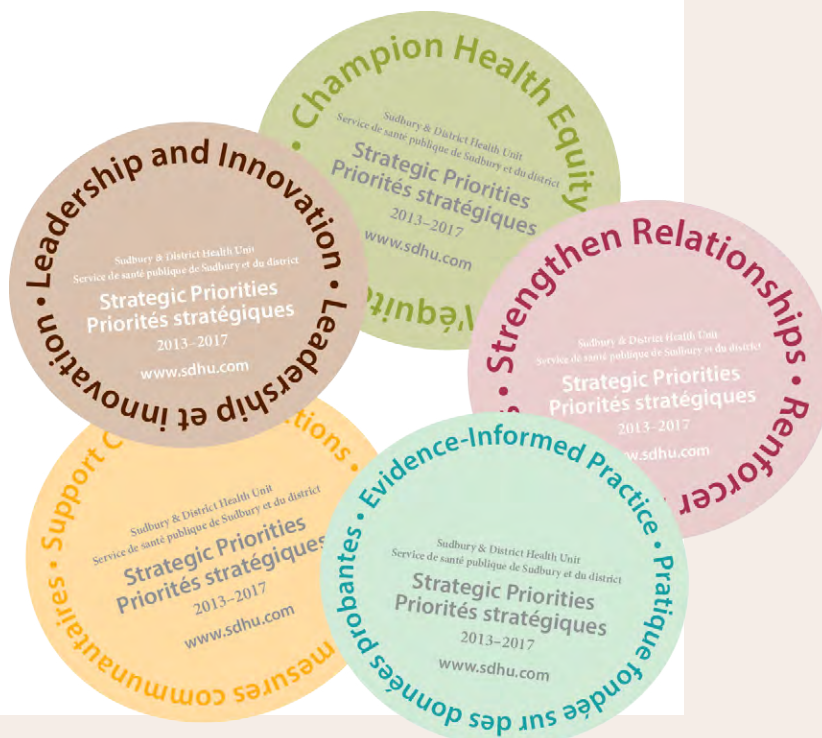 • Champion Health Equity
Sudbury & District Health Unit
Service de santé publique de Sudbury et du district
Strategic Priorities
Priorités stratégiques
2013–2017
www.sdhu.com
l'équité
Leadership and Innovation • Leadership et innovation •
Sudbury & District Health Unit
Service de santé publique de Sudbury et du district
Strategic Priorities
Priorités stratégiques
2013–2017
www.sdhu.com
• Strengthen Relationships • Renforcer
Sudbury & District Health Unit
Service de santé publique de Sudbury et du district
Strategic Priorities
Priorités stratégiques
2013–2017
w.sdhu.com
Support
•
mesures communautaires •
Sudbury & District Health Unit
Service de santé publique de Sudbury et du district
Strategic Priorities
Priorités stratégiques
2013–2017
www.sdhu.com
Evidence-Informed Practice • Pratique fondée sur des données probantes •
Sudbury & District Health Unit
Service de santé publique de Sudbury et du district
Strategic Priorities
Priorités stratégiques
2013–2017
www.sdhu.com